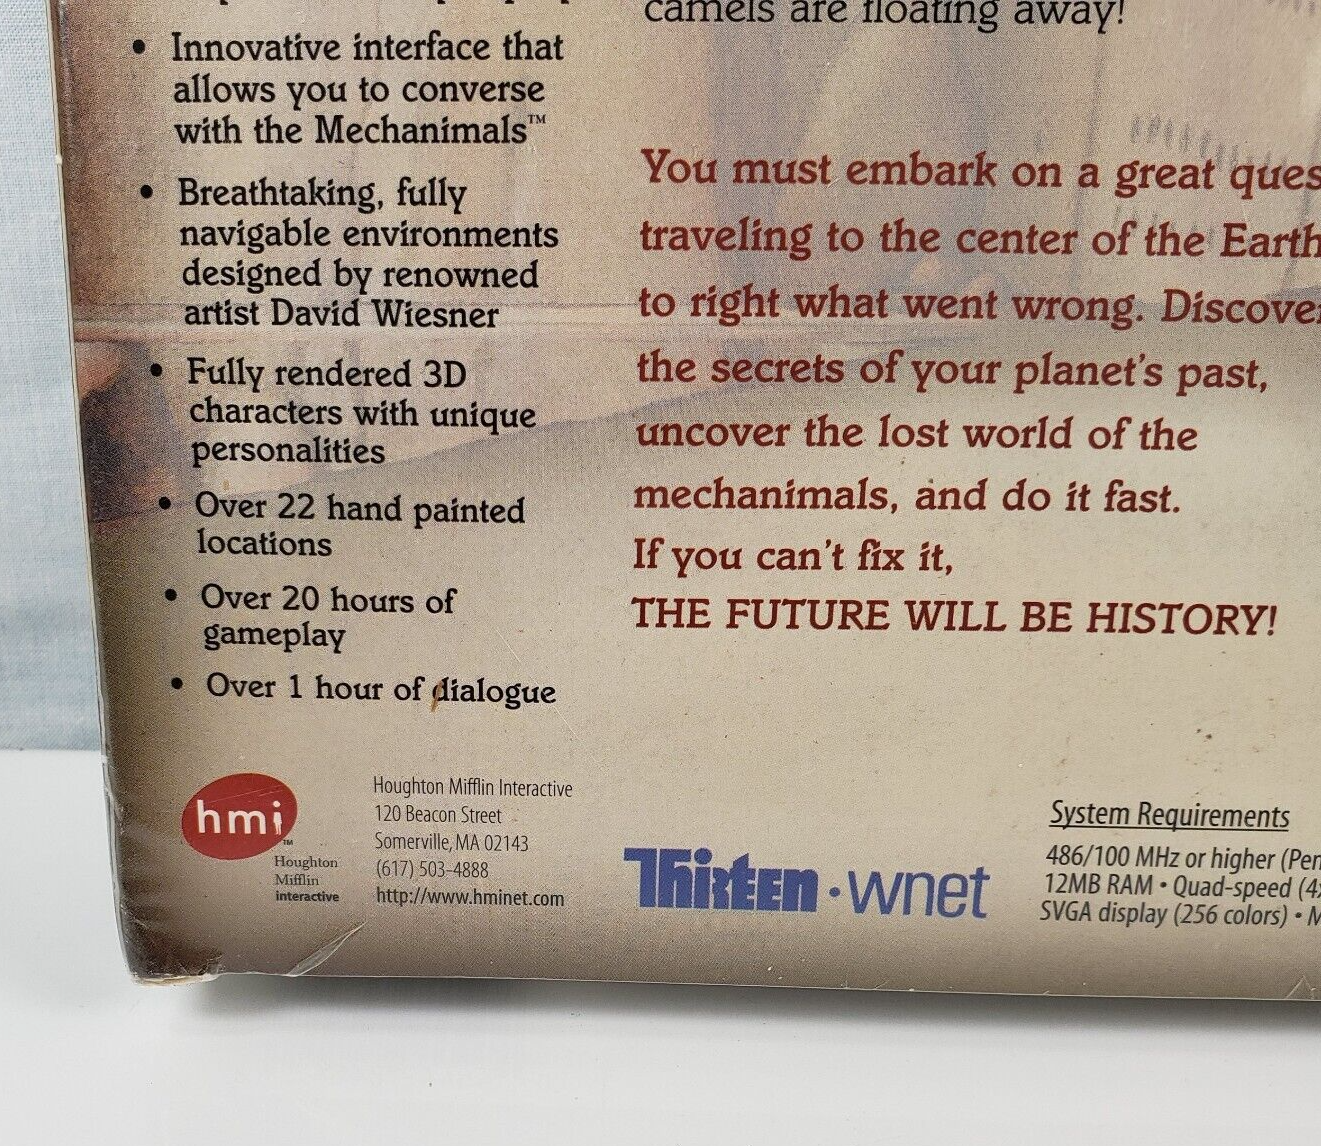 • Innovative interface that
allows you to converse
with the Mechanimals™
• Breathtaking, fully
navigable environments
designed by renowned
artist David Wiesner
• Fully rendered 3D
characters with unique
personalities
• Over 22 hand painted
locations
• Over 20 hours of
gameplay
• Over 1 hour of dialogue
camels are floating away!
You must embark on a great ques
traveling to the center of the Earth
to right what went wrong. Discover
the secrets of your planet's past,
uncover the lost world of the
mechanimals, and do it fast.
If you can't fix it,
THE FUTURE WILL BE HISTORY!
hmi™
Houghton
Mifflin
interactive
Houghton Mifflin Interactive
120 Beacon Street
Somerville, MA 02143
(617) 503-4888
http://www.hminet.com
Thirteen • wnet
System Requirements
486/100 MHz or higher (Pen
12MB RAM • Quad-speed (4x
SVGA display (256 colors) • M